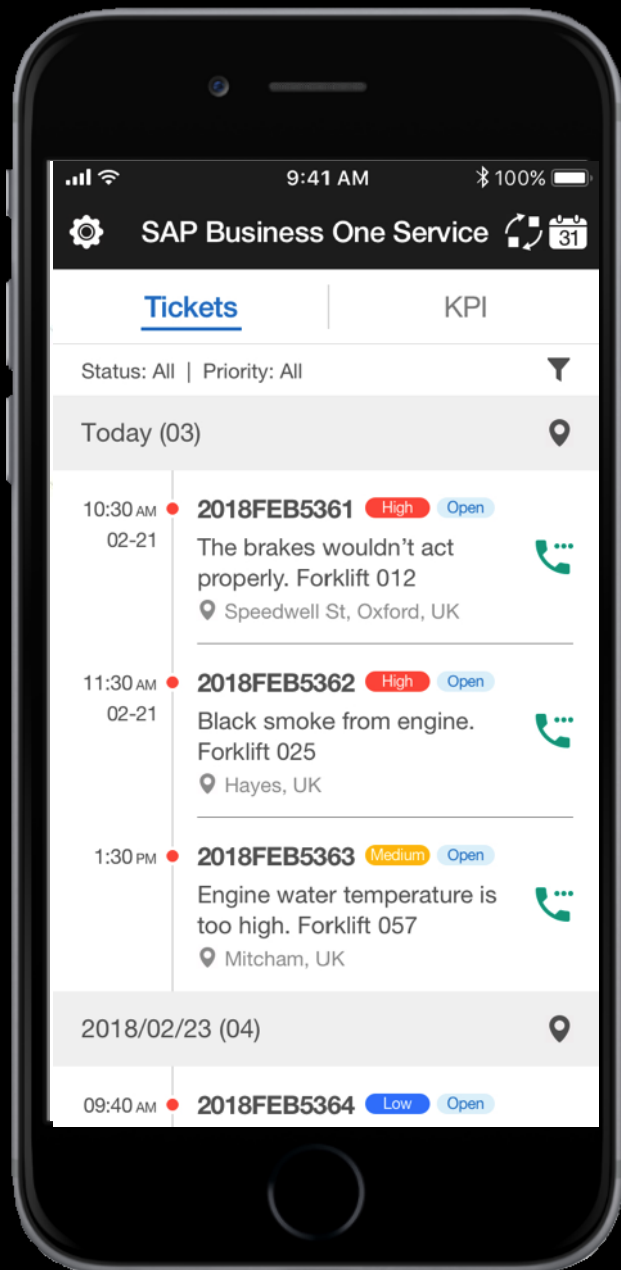 9:41 AM 100%
SAP Business One Service 31
Tickets KPI
Status: All | Priority: All
Today (03)
10:30 AM 2018FEB5361 High Open
02-21 The brakes wouldn’t act
properly. Forklift 012
Speedwell St, Oxford, UK
11:30 AM 2018FEB5362 High Open
02-21 Black smoke from engine.
Forklift 025
Hayes, UK
1:30 PM 2018FEB5363 Medium Open
Engine water temperature is
too high. Forklift 057
Mitcham, UK
2018/02/23 (04)
09:40 AM 2018FEB5364 Low Open